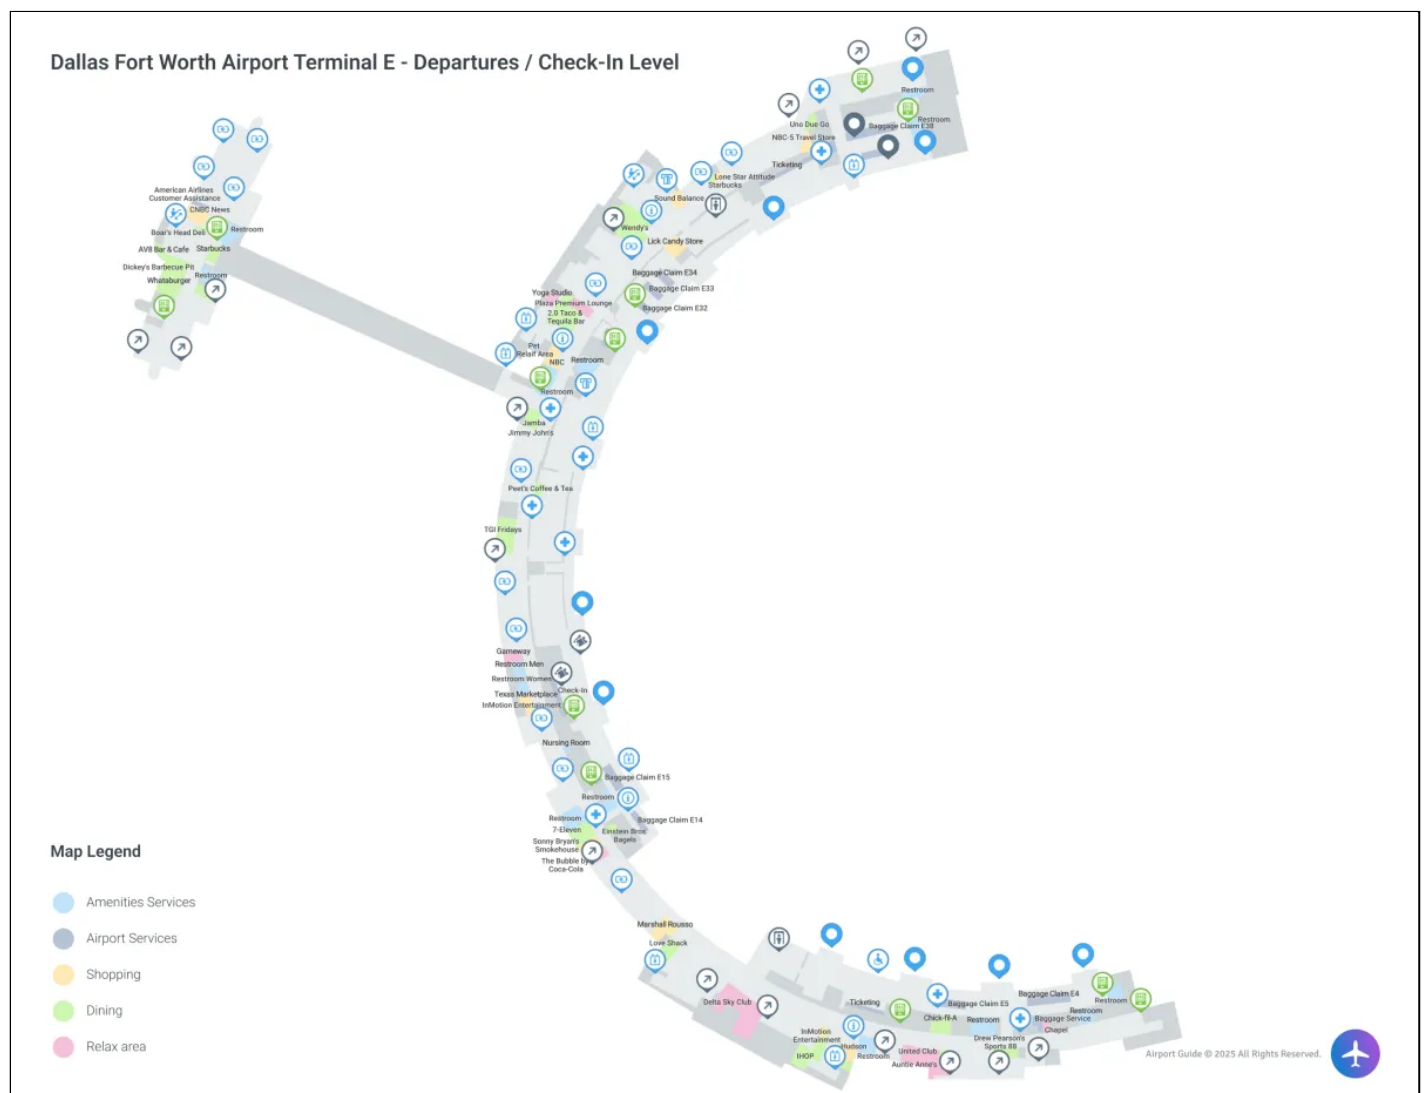 Dallas Fort Worth Airport Terminal E - Departures / Check-In Level
Restroom
Restroom
Uno Due Go
Baggage Claim E38
NBC-5 Travel Store
Ticketing
Lone Star Attitude
Starbucks
Sound Balance
Wendy's
Lick Candy Store
American Airlines
Customer Assistance
CNBC News
Boar's Head Deli
Restroom
AV8 Bar & Cafe
Starbucks
Dickey's Barbecue Pit
Restroom
Whataburger
Baggage Claim E34
Baggage Claim E33
Baggage Claim E32
Yoga Studio
Plaza Premium Lounge
2.0 Taco &
Tequila Bar
Pet
Relaif Area
NBC
Restroom
Restroom
Jamba
Jimmy John's
Peet's Coffee & Tea
TGI Fridays
Gameway
Restroom Men
Restroom Women
Check-In
Texas Marketplace
InMotion Entertainment
Nursing Room
Baggage Claim E15
Restroom
Restroom
Baggage Claim E14
7-Eleven
Einstein Bros
Bagels
Sonny Bryan's
Smokehouse
The Bubble by
Coca-Cola
Marshall Rousso
Love Shack
Delta Sky Club
Ticketing
Baggage Claim E5
Baggage Claim E4
Restroom
Restroom
Chick-fil-A
Restroom
Baggage Service
Chapel
InMotion
Entertainment
Hudson
Drew Pearson's
Sports 88
IHOP
Restroom
United Club
Auntie Anne's
Map Legend
Amenities Services
Airport Services
Shopping
Dining
Relax area
Airport Guide © 2025 All Rights Reserved.